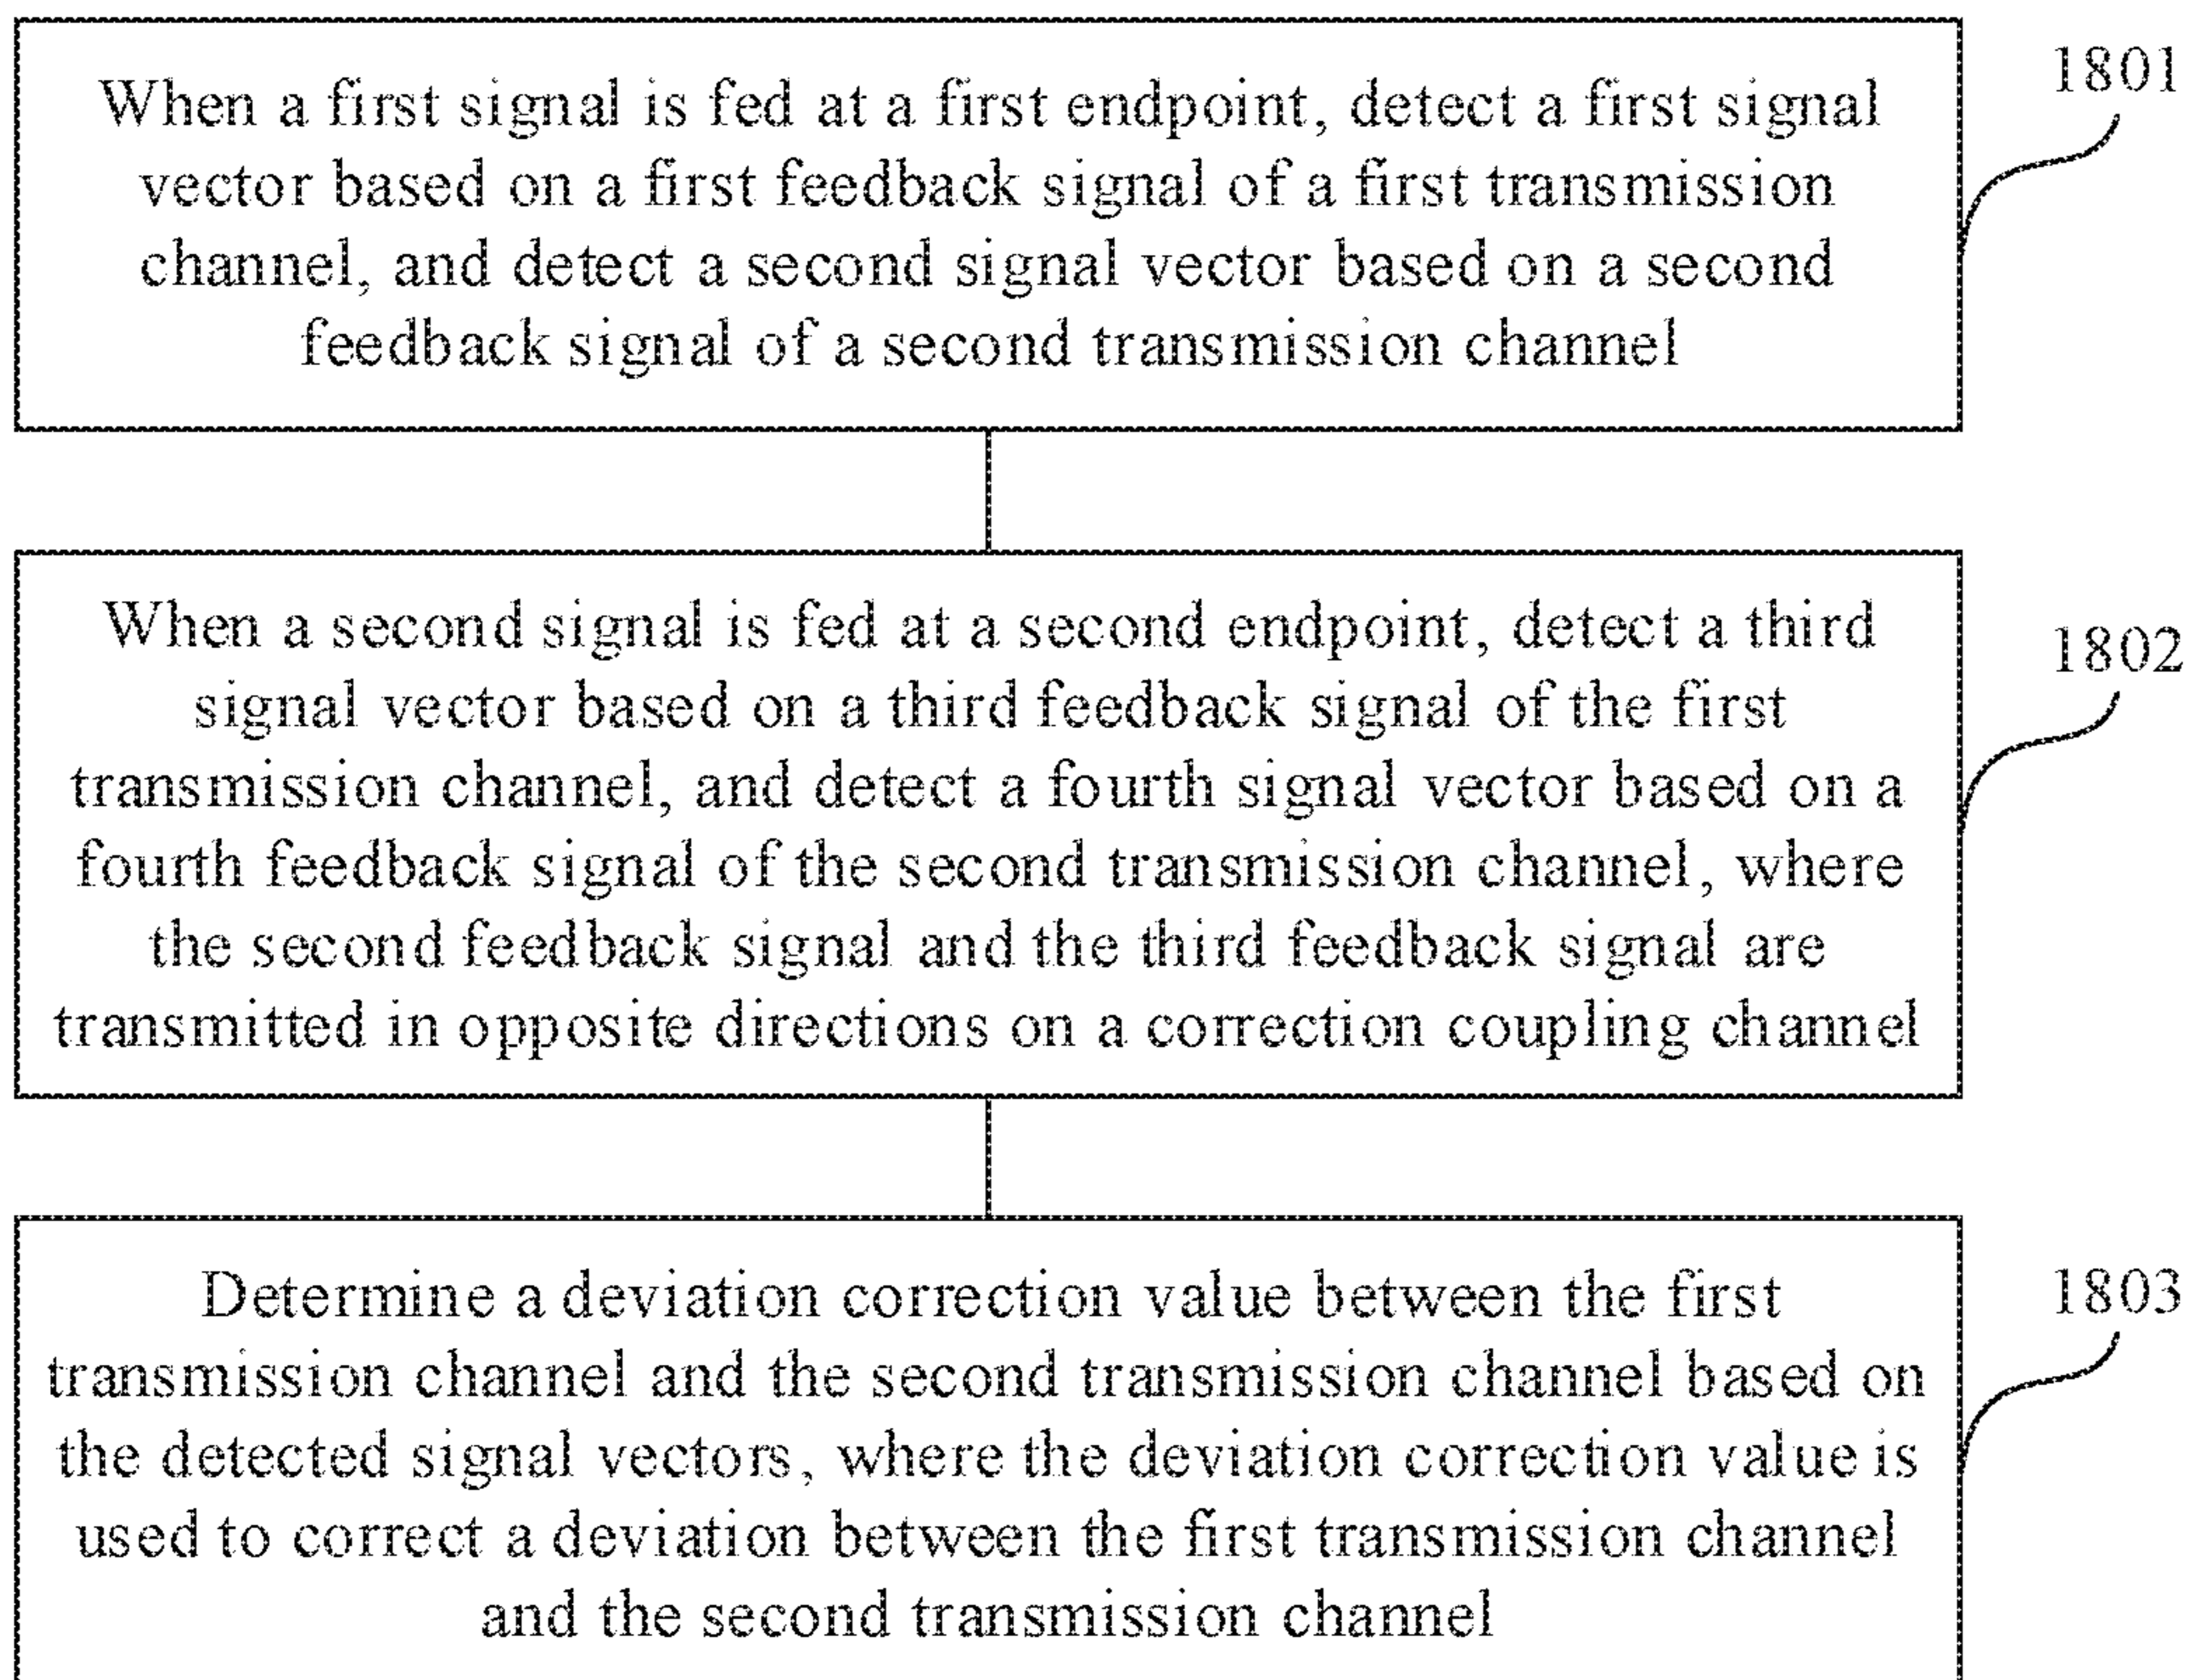 When a first signal is fed at a first endpoint, detect a first signal
vector based on a first feedback signal of a first transmission
channel, and detect a second signal vector based on a second
feedback signal of a second transmission channel
1801
When a second signal is fed at a second endpoint, detect a third
signal vector based on a third feedback signal of the first
transmission channel, and detect a fourth signal vector based on a
fourth feedback signal of the second transmission channel, where
the second feedback signal and the third feedback signal are
transmitted in opposite directions on a correction coupling channel
1802
Determine a deviation correction value between the first
transmission channel and the second transmission channel based on
the detected signal vectors, where the deviation correction value is
used to correct a deviation between the first transmission channel
and the second transmission channel
1803